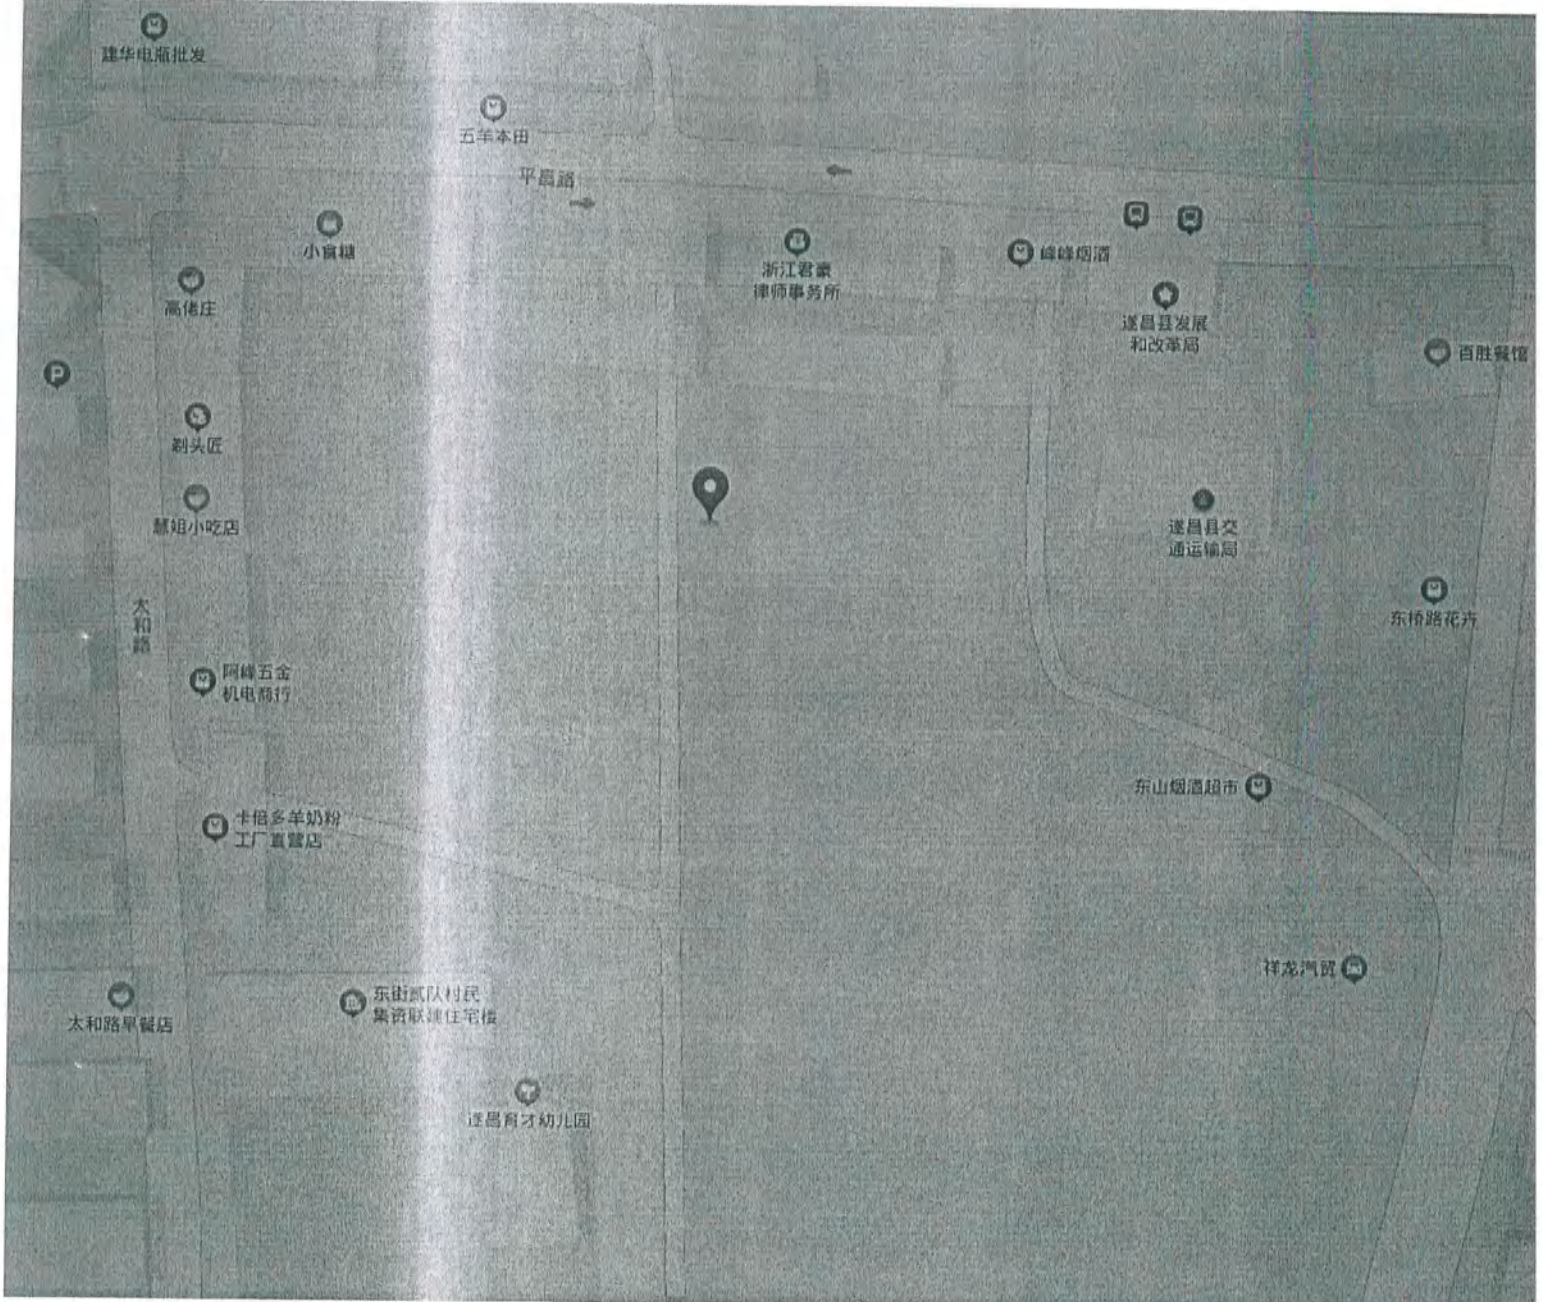 建华电瓶批发
五羊本田
平昌路
小食糖
浙江君豪
律师事务所
峰峰烟酒
高佬庄
遂昌县发展
和改革局
百胜餐馆
P
剃头匠
慧姐小吃店
遂昌县交
通运输局
太和路
东桥路花卉
阿峰五金
机电商行
东山烟酒超市
卡倍多羊奶粉
工厂直营店
祥龙汽贸
太和路早餐店
东街贰队村民
集资联建住宅楼
遂昌育才幼儿园